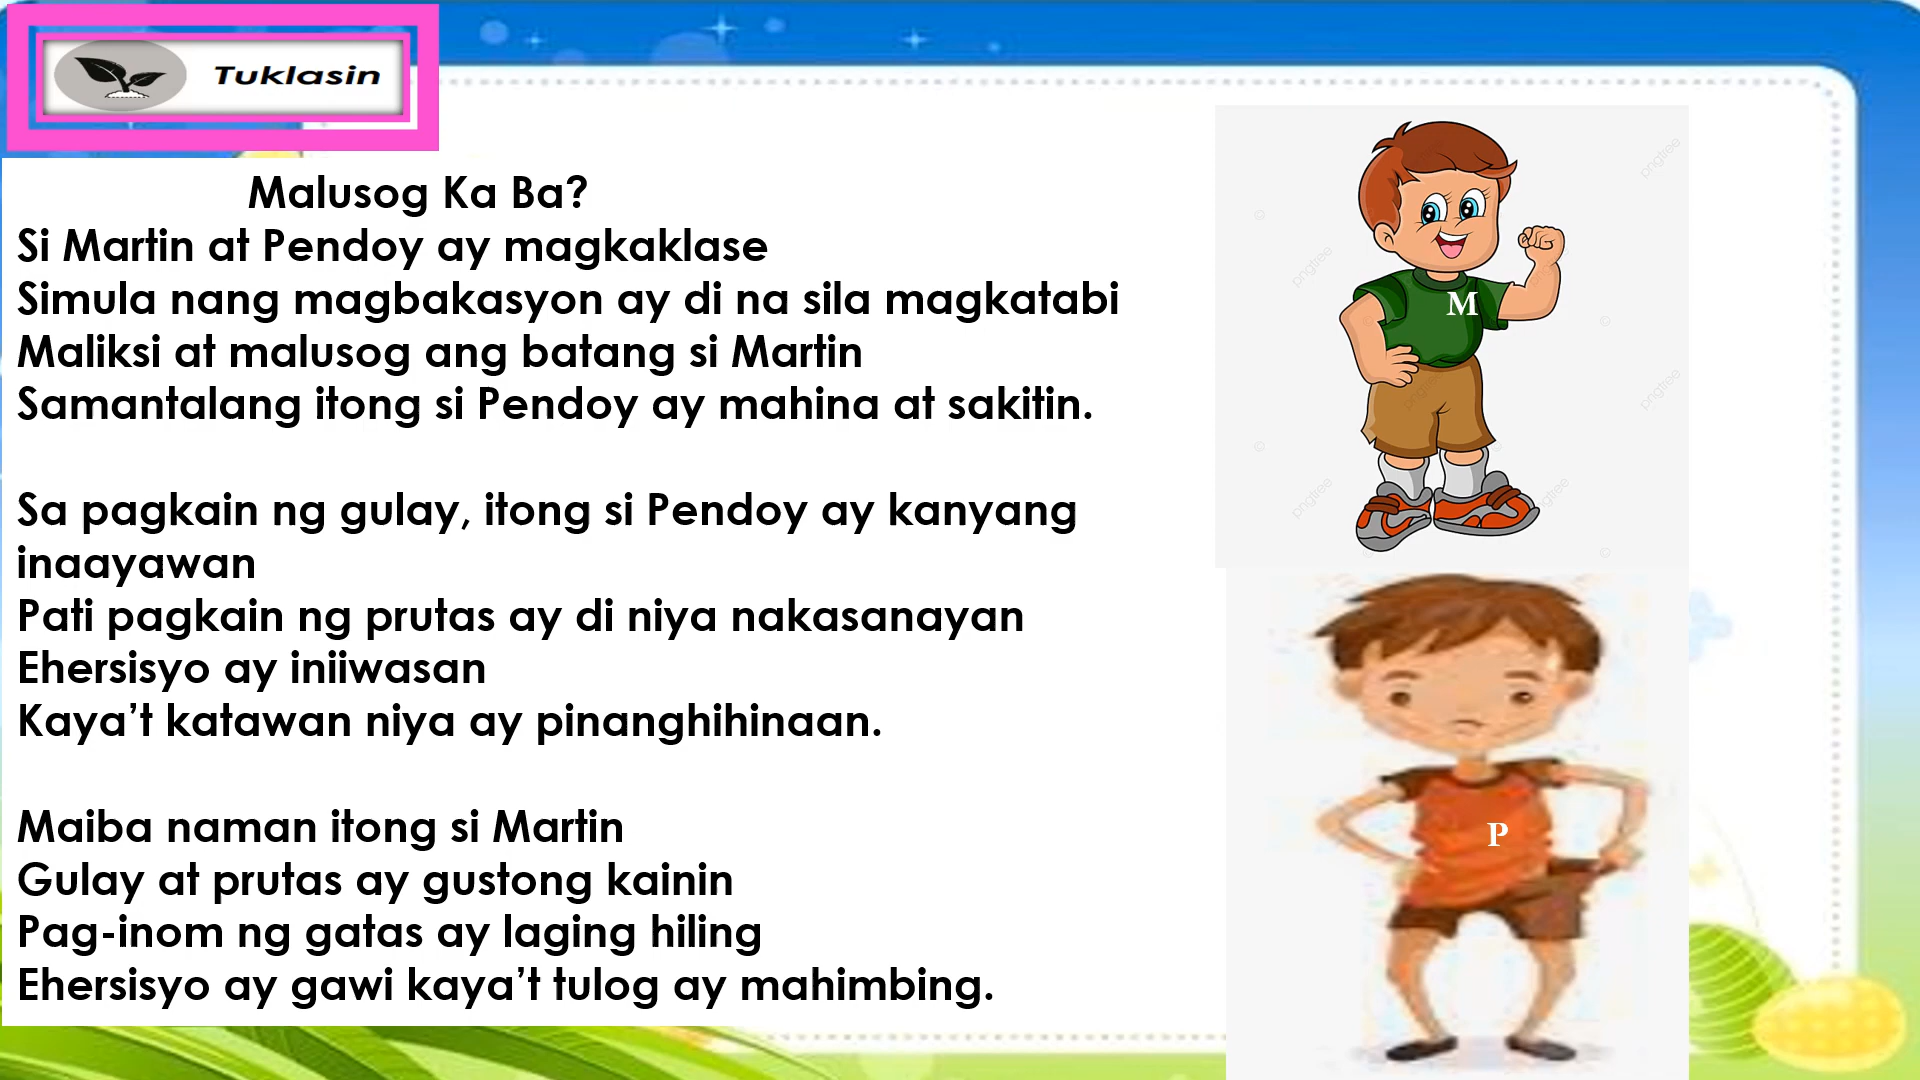 Tuklasin
Malusog Ka Ba?
Si Martin at Pendoy ay magkaklase
Simula nang magbakasyon ay di na sila magkatabi
Maliksi at malusog ang batang si Martin
Samantalang itong si Pendoy ay mahina at sakitin.
Sa pagkain ng gulay, itong si Pendoy ay kanyang
inaayawan
Pati pagkain ng prutas ay di niya nakasanayan
Ehersisyo ay iniiwasan
Kaya’t katawan niya ay pinanghihinaan.
Maiba naman itong si Martin
Gulay at prutas ay gustong kainin
Pag-inom ng gatas ay laging hiling
Ehersisyo ay gawi kaya’t tulog ay mahimbing.
M
P
pngtree
pngtree
pngtree
pngtree